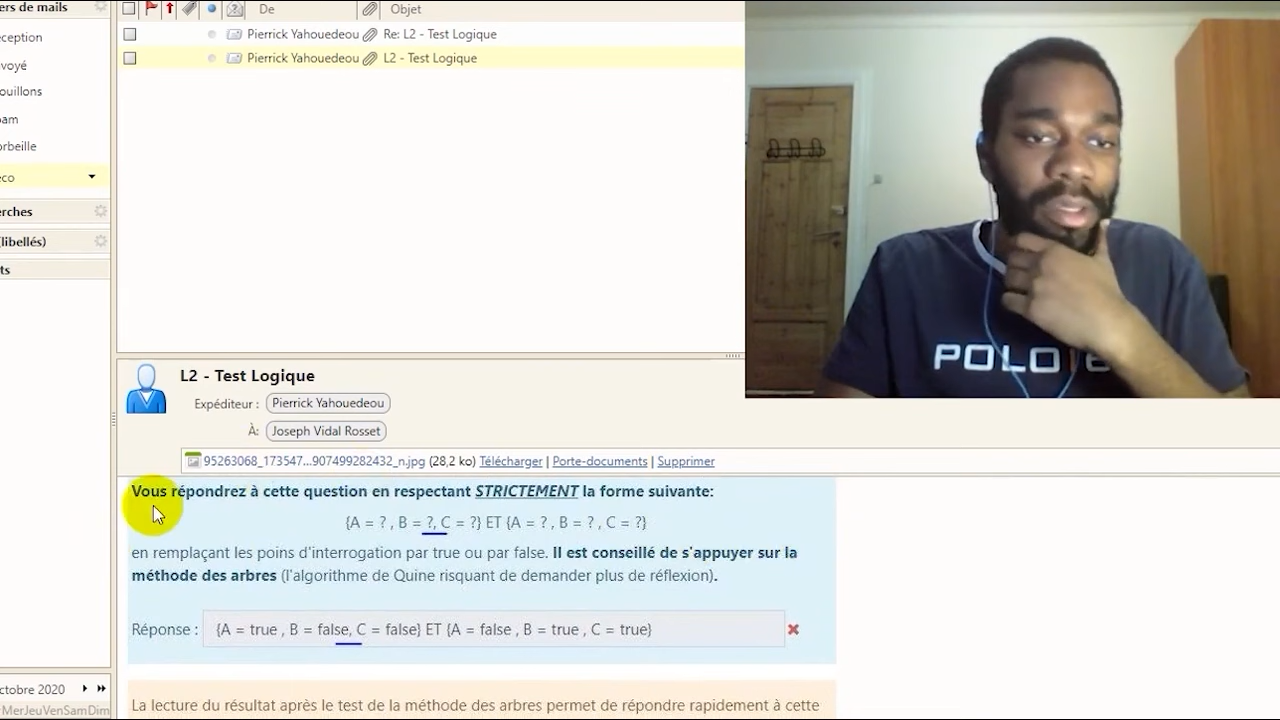 ers de mails
De
Objet
ception
Pierrick Yahouedeou
Re: L2 - Test Logique
voyé
Pierrick Yahouedeou
L2 - Test Logique
ouillons
pam
orbeille
eco
erches
(libellés)
ts
POLO
L2 - Test Logique
Expéditeur : Pierrick Yahouedeou
À: Joseph Vidal Rosset
95263068_173547...907499282432_n.jpg (28,2 ko) Télécharger | Porte-documents | Supprimer
Vous répondrez à cette question en respectant STRICTEMENT la forme suivante:
{A = ? , B = ?, C = ?} ET {A = ? , B = ? , C = ?}
en remplaçant les poins d'interrogation par true ou par false. Il est conseillé de s'appuyer sur la
méthode des arbres (l'algorithme de Quine risquant de demander plus de réflexion).
Réponse : {A = true , B = false, C = false} ET {A = false , B = true , C = true}
ctobre 2020
MerJeuVenSamDim
La lecture du résultat après le test de la méthode des arbres permet de répondre rapidement à cette